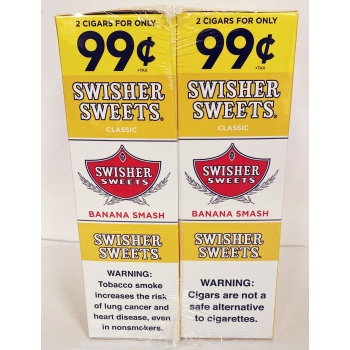 2 CIGARS FOR ONLY
99¢
+TAX
SWISHER
SWEETS®
CLASSIC
SWISHER
SWEETS
BANANA SMASH
SWISHER
SWEETS®
WARNING:
Tobacco smoke
increases the risk
of lung cancer and
heart disease, even
in nonsmokers.
2 CIGARS FOR ONLY
99¢
+TAX
SWISHER
SWEETS®
CLASSIC
SWISHER
SWEETS
BANANA SMASH
SWISHER
SWEETS®
WARNING:
Cigars are not a
safe alternative
to cigarettes.